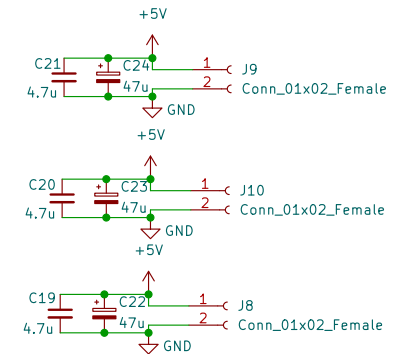 +5V
C21 C24 1 J9
4.7u 47u 2 Conn_01x02_Female
GND
+5V
C20 C23 1 J10
4.7u 47u 2 Conn_01x02_Female
GND
+5V
C19 C22 1 J8
4.7u 47u 2 Conn_01x02_Female
GND